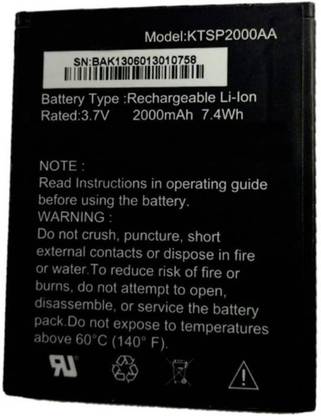 Model:KTSP2000AA
SN:BAK1306013010758
Battery Type :Rechargeable Li-Ion
Rated:3.7V 2000mAh 7.4Wh
NOTE :
Read Instructions in operating guide
before using the battery.
WARNING :
Do not crush, puncture, short
external contacts or dispose in fire
or water.To reduce risk of fire or
burns, do not attempt to open,
disassemble, or service the battery
pack.Do not expose to temperatures
above 60°C (140° F).